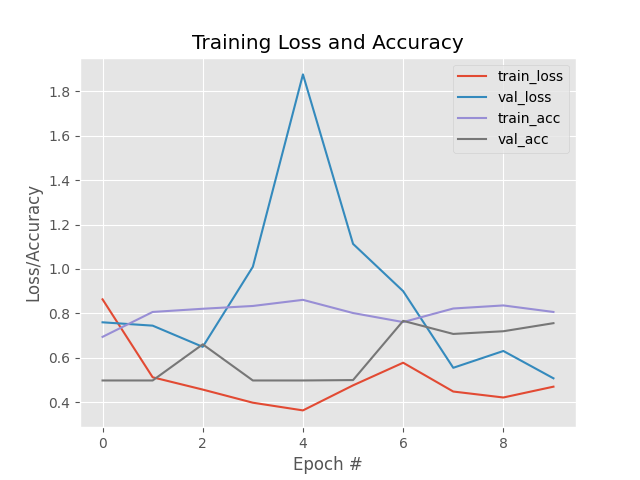 Training Loss and Accuracy
train_loss
val_loss
train_acc
val_acc
1.8
1.6
1.4
1.2
1.0
0.8
0.6
0.4
Loss/Accuracy
0 2 4 6 8
Epoch #